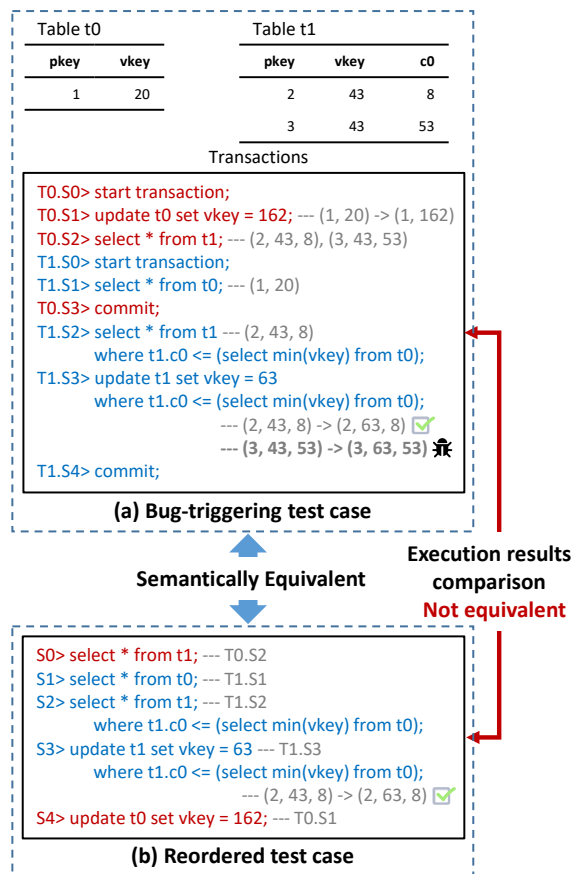 Table t0
Table t1
pkey vkey
pkey vkey c0
1 20
2 43 8
3 43 53
Transactions
T0.S0> start transaction;
T0.S1> update t0 set vkey = 162; --- (1, 20) -> (1, 162)
T0.S2> select * from t1; --- (2, 43, 8), (3, 43, 53)
T1.S0> start transaction;
T1.S1> select * from t0; --- (1, 20)
T0.S3> commit;
T1.S2> select * from t1 --- (2, 43, 8)
where t1.c0 <= (select min(vkey) from t0);
T1.S3> update t1 set vkey = 63
where t1.c0 <= (select min(vkey) from t0);
--- (2, 43, 8) -> (2, 63, 8)
--- (3, 43, 53) -> (3, 63, 53)
T1.S4> commit;
(a) Bug-triggering test case
Semantically Equivalent
Execution results
comparison
Not equivalent
S0> select * from t1; --- T0.S2
S1> select * from t0; --- T1.S1
S2> select * from t1; --- T1.S2
where t1.c0 <= (select min(vkey) from t0);
S3> update t1 set vkey = 63 --- T1.S3
where t1.c0 <= (select min(vkey) from t0);
--- (2, 43, 8) -> (2, 63, 8)
S4> update t0 set vkey = 162; --- T0.S1
(b) Reordered test case